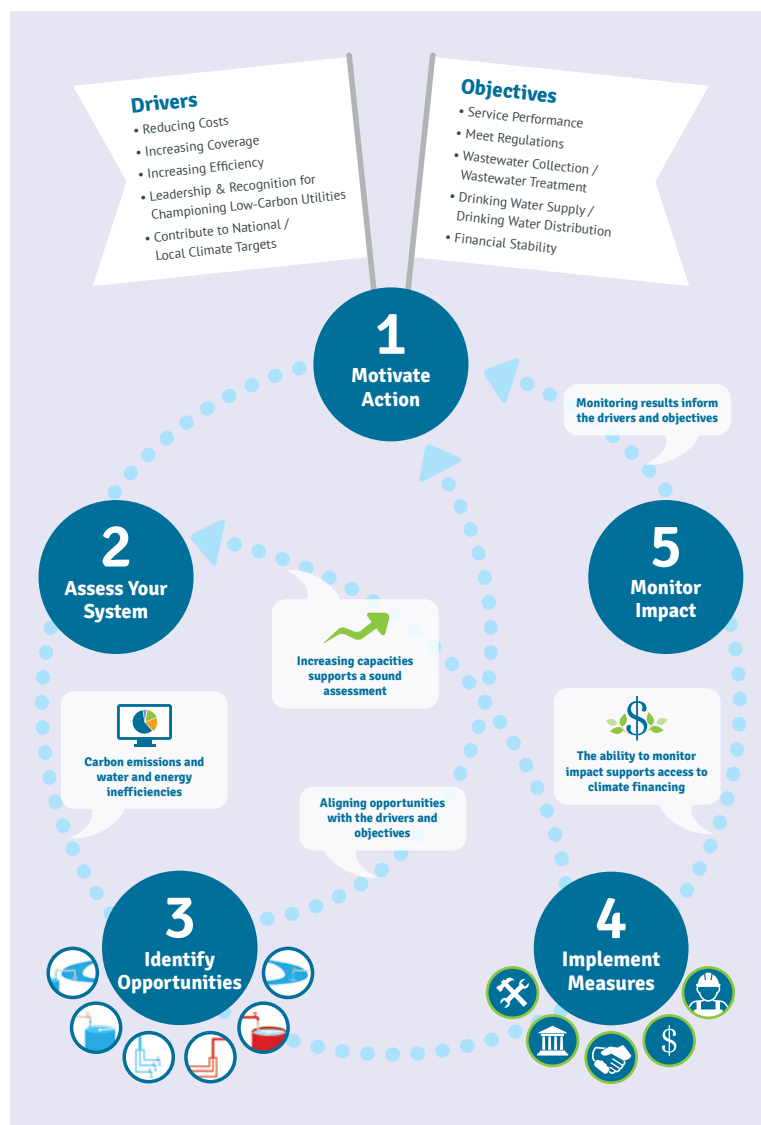 Drivers
• Reducing Costs
• Increasing Coverage
• Increasing Efficiency
• Leadership & Recognition for
Championing Low-Carbon Utilities
• Contribute to National /
Local Climate Targets
Objectives
• Service Performance
• Meet Regulations
• Wastewater Collection /
Wastewater Treatment
• Drinking Water Supply /
Drinking Water Distribution
• Financial Stability
1
Motivate
Action
Monitoring results inform
the drivers and objectives
2
Assess Your
System
5
Monitor
Impact
Increasing capacities
supports a sound
assessment
Carbon emissions and
water and energy
inefficiencies
$
The ability to monitor
impact supports access to
climate financing
Aligning opportunities
with the drivers and
objectives
3
Identify
Opportunities
4
Implement
Measures
$